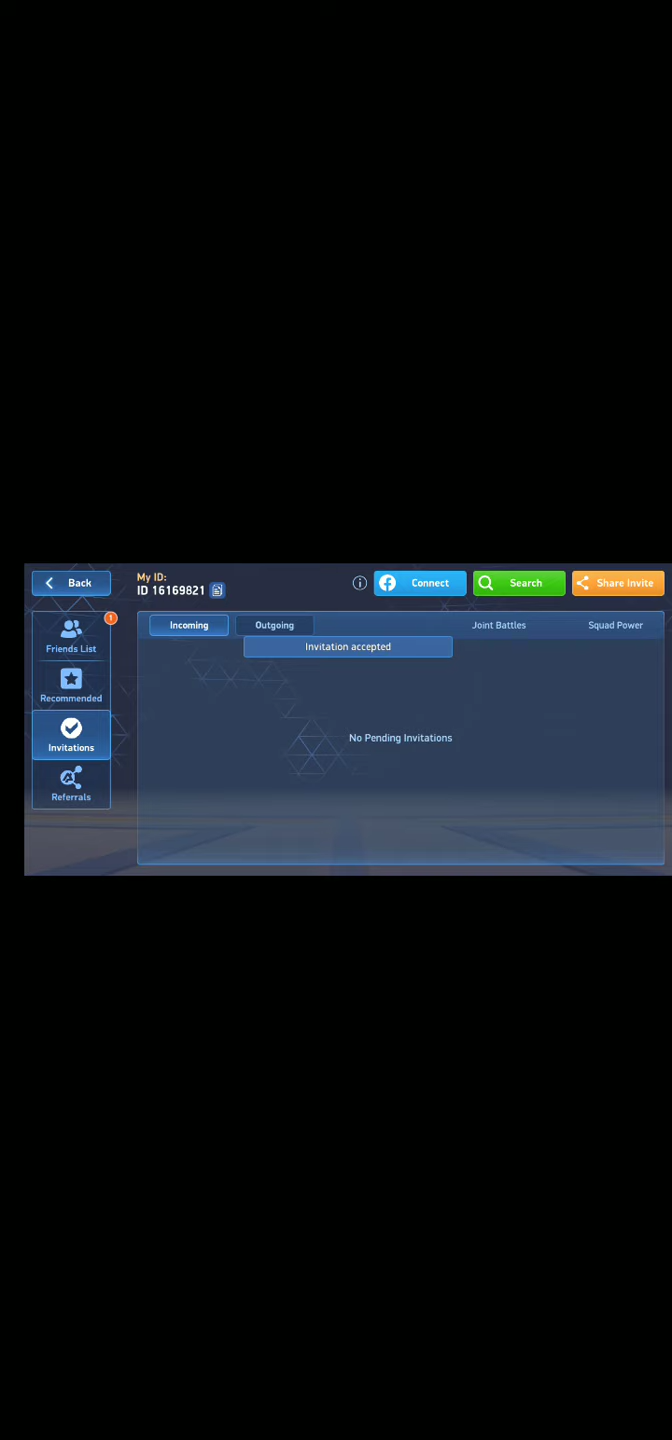 Back
My ID:
ID 16169821
Connect
Search
Share Invite
1
Friends List
Recommended
Invitations
Referrals
Incoming
Outgoing
Joint Battles
Squad Power
Invitation accepted
No Pending Invitations